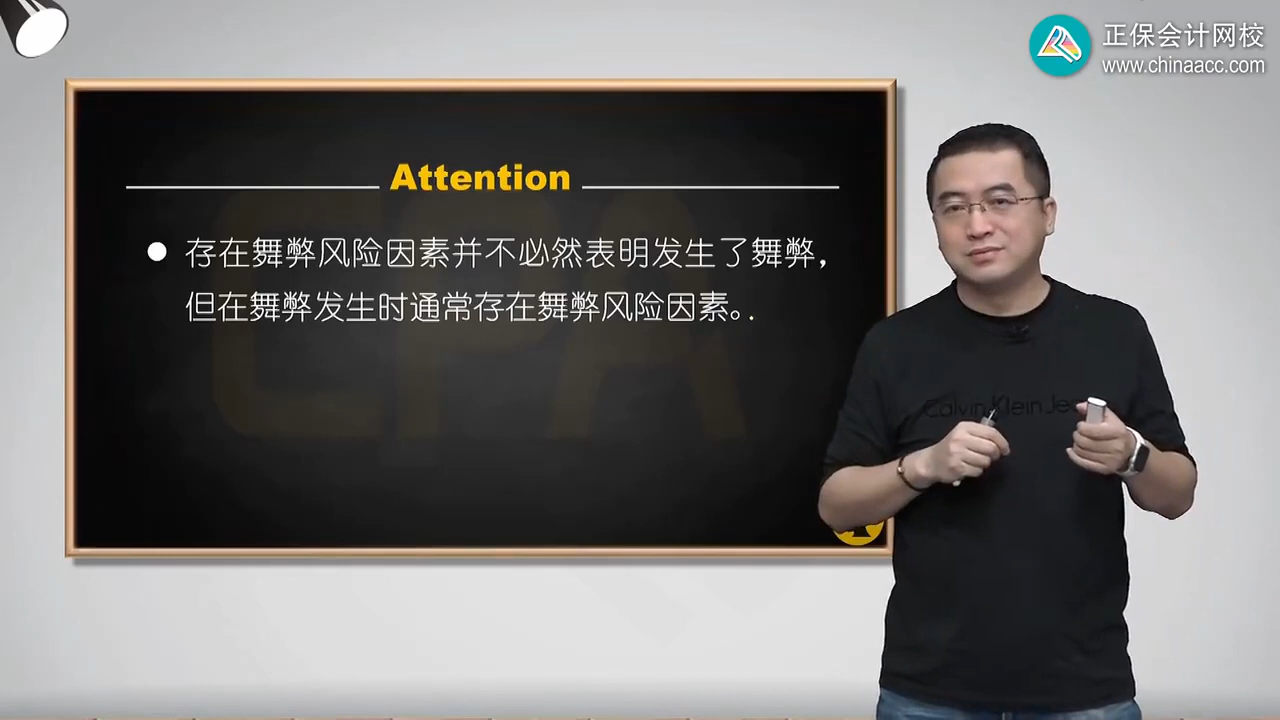 正保会计网校
www.chinaacc.com
Attention
存在舞弊风险因素并不必然表明发生了舞弊，
但在舞弊发生时通常存在舞弊风险因素。
CPA
Calvin Klein Jea